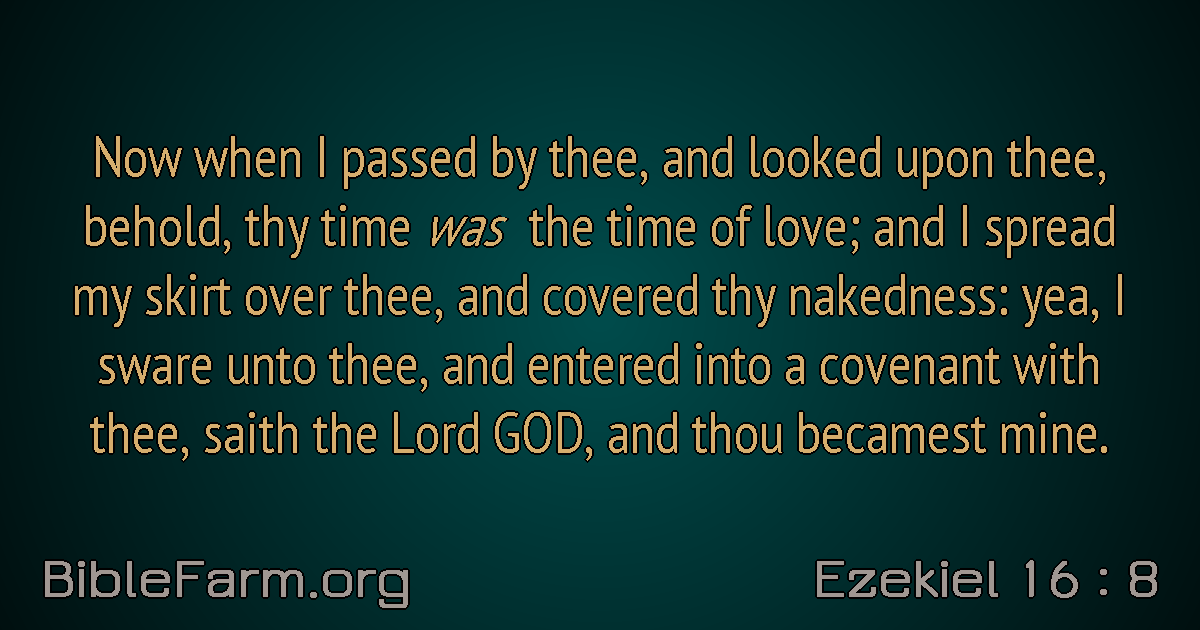 Now when I passed by thee, and looked upon thee,
behold, thy time was the time of love; and I spread
my skirt over thee, and covered thy nakedness: yea, I
sware unto thee, and entered into a covenant with
thee, saith the Lord GOD, and thou becamest mine.
BibleFarm.org
Ezekiel 16 : 8